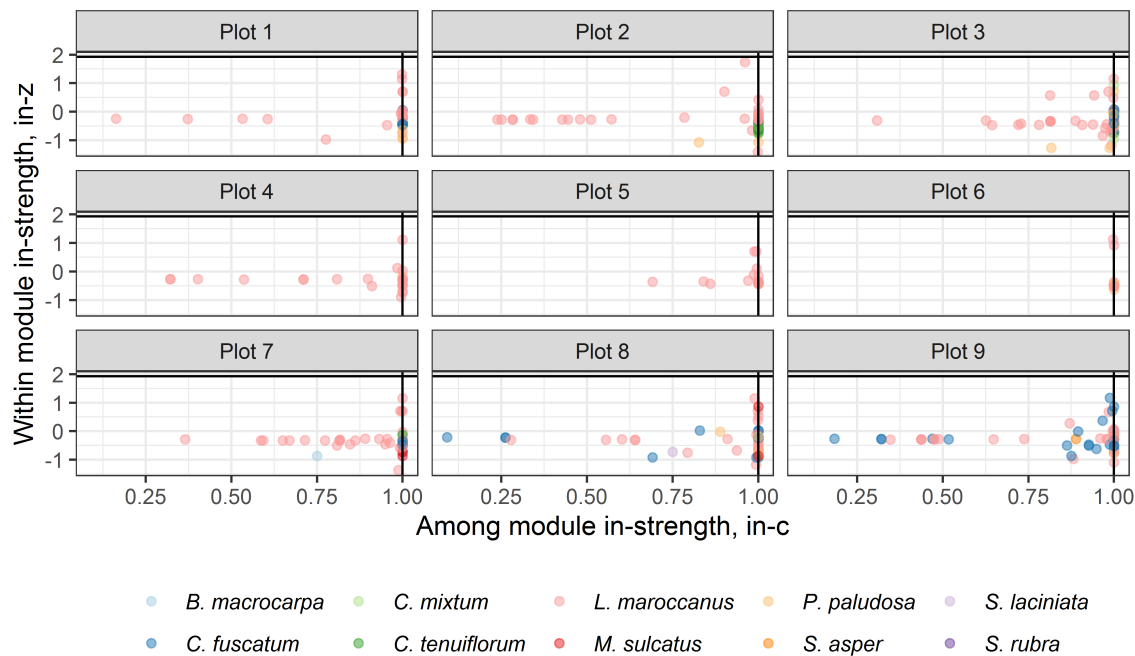 Plot 1 Plot 2 Plot 3
2
1
0
-1
Plot 4 Plot 5 Plot 6
2
1
0
-1
Plot 7 Plot 8 Plot 9
2
1
0
-1
Within module in-strength, in-z
0.25 0.50 0.75 1.00 0.25 0.50 0.75 1.00 0.25 0.50 0.75 1.00
Among module in-strength, in-c
B. macrocarpa C. mixtum L. maroccanus P. paludosa S. laciniata
C. fuscatum C. tenuiflorum M. sulcatus S. asper S. rubra